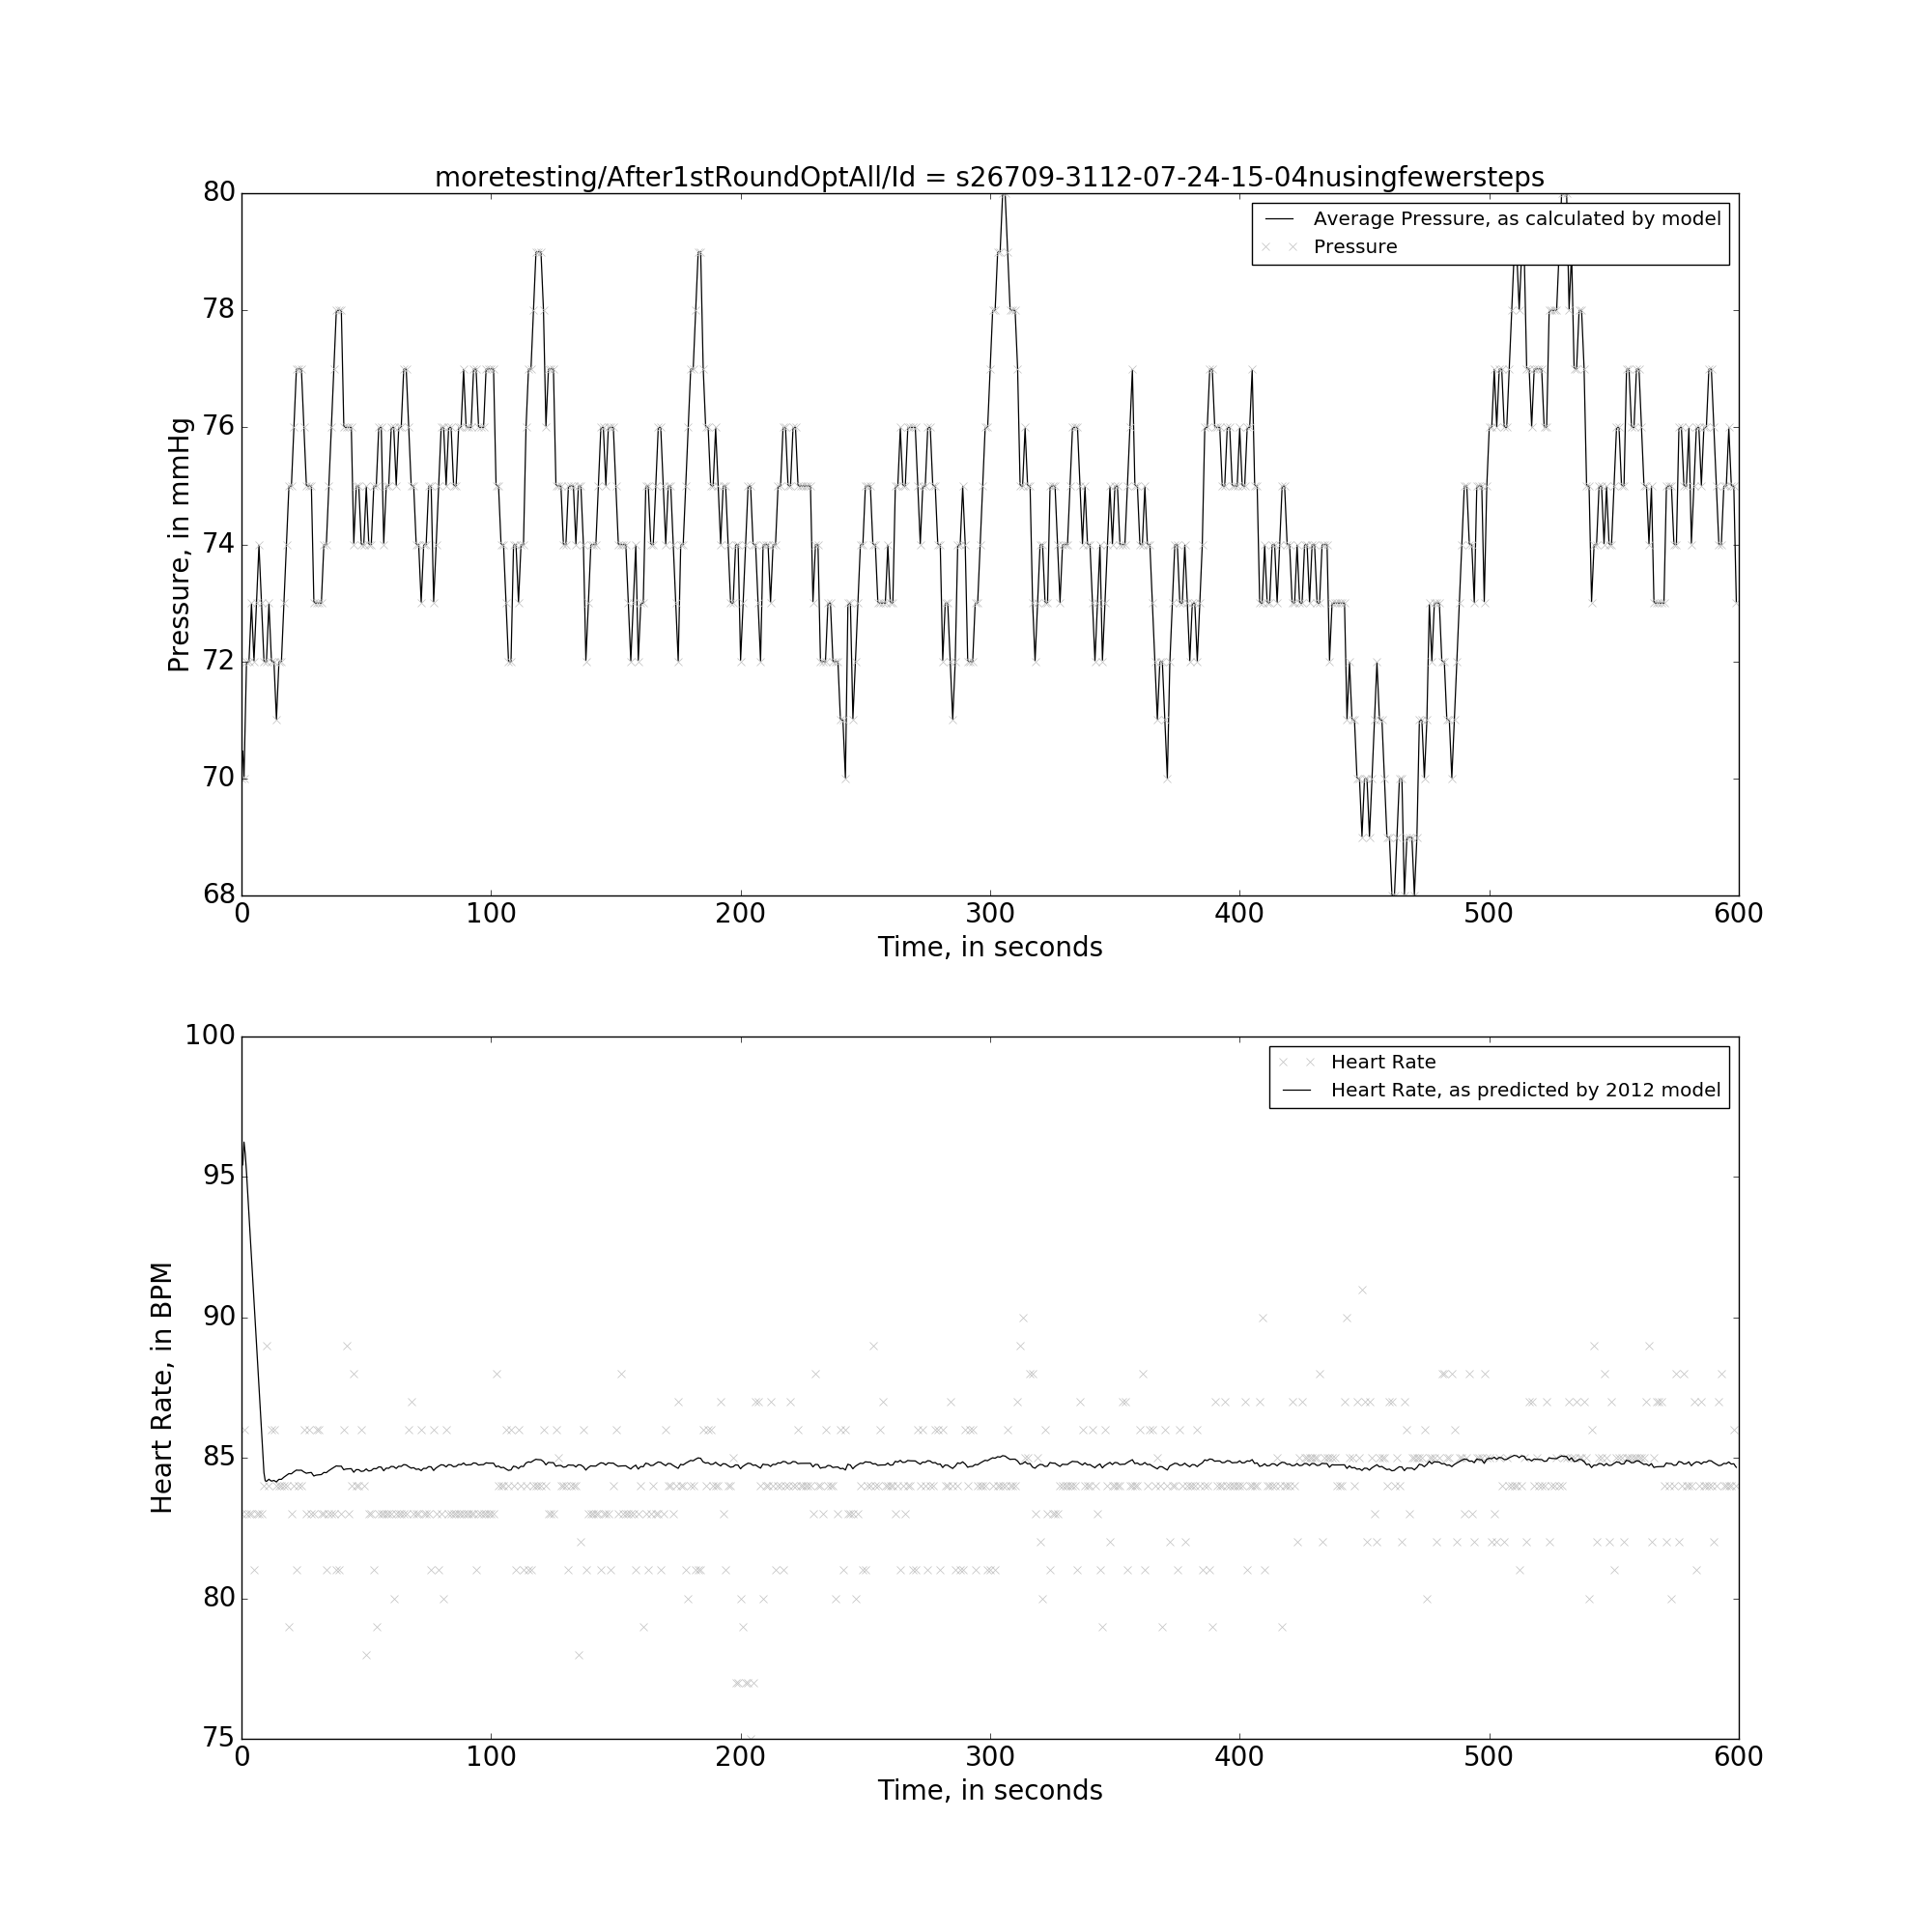 moretesting/After1stRoundOptAll/Id = s26709-3112-07-24-15-04nusingfewersteps
80
78
76
74
72
70
68
Pressure, in mmHg
Average Pressure, as calculated by model
Pressure
0 100 200 300 400 500 600
Time, in seconds
100
95
90
85
80
75
Heart Rate, in BPM
Heart Rate
Heart Rate, as predicted by 2012 model
0 100 200 300 400 500 600
Time, in seconds